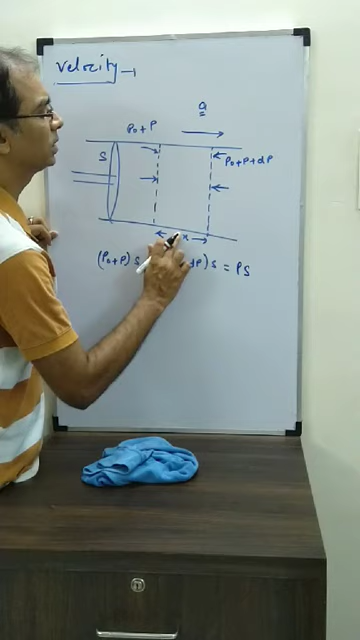 Velocity -
a
P₀+P
S
P₀+P+dP
x
(P₀+P) S +dP) S = ρS